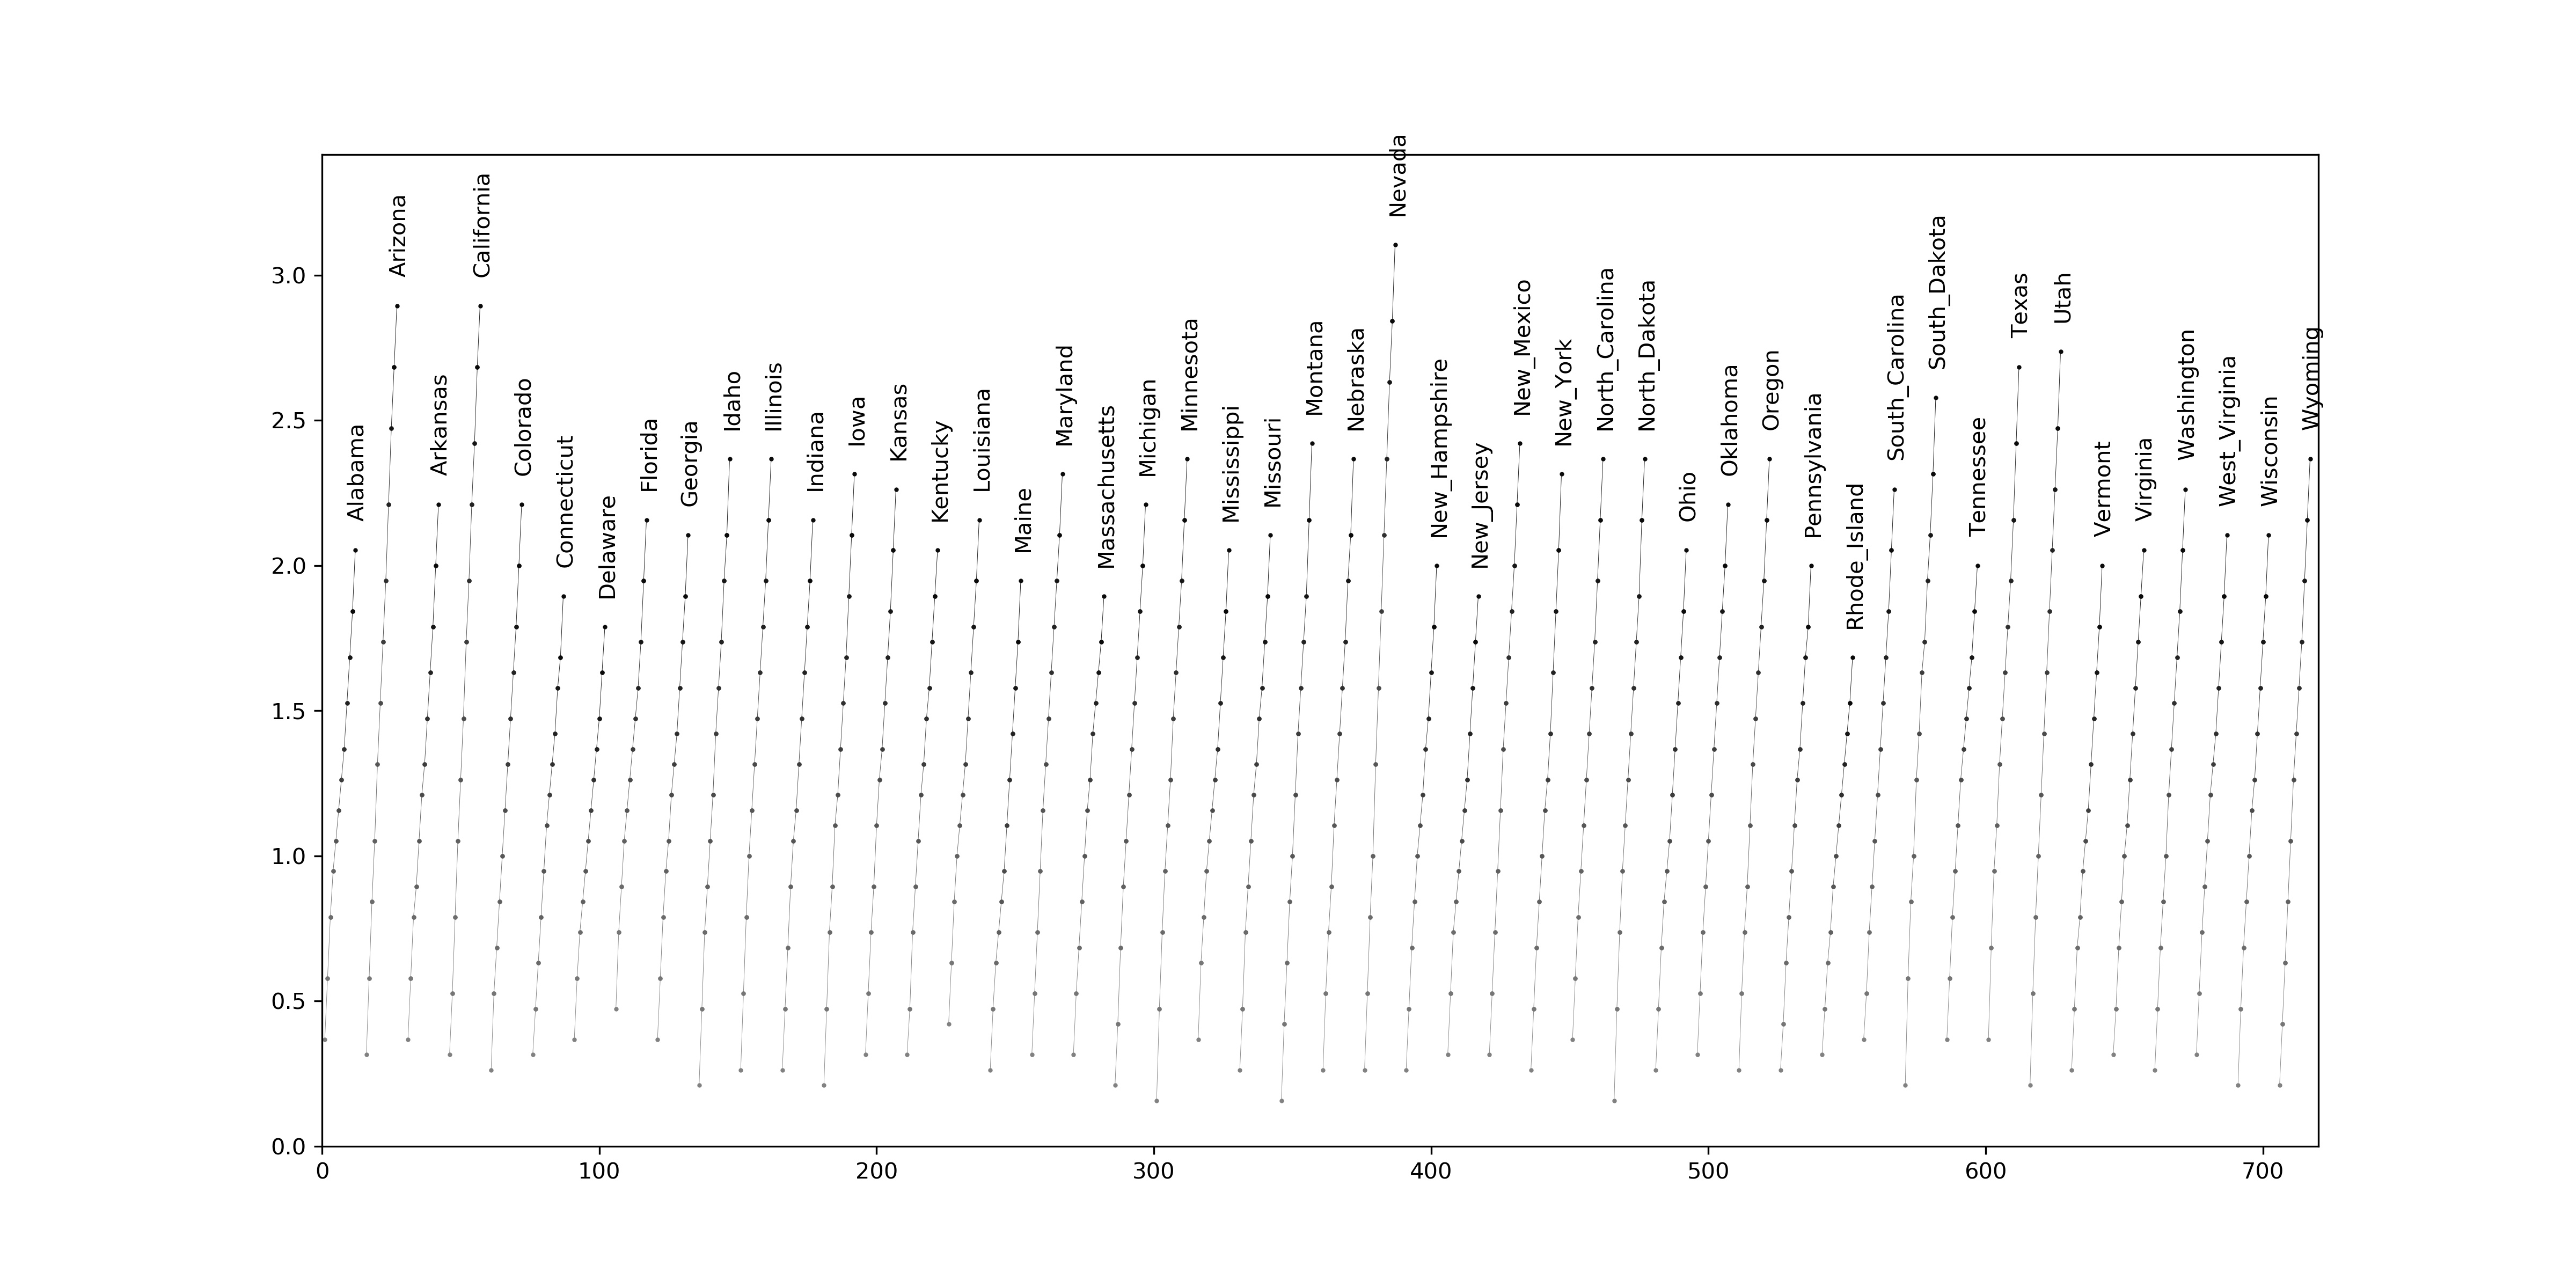 Nevada
Arizona
California
Alabama
Arkansas
Colorado
Connecticut
Delaware
Florida
Georgia
Idaho
Illinois
Indiana
Iowa
Kansas
Kentucky
Louisiana
Maine
Maryland
Massachusetts
Michigan
Minnesota
Mississippi
Missouri
Montana
Nebraska
New_Hampshire
New_Jersey
New_Mexico
New_York
North_Carolina
North_Dakota
Ohio
Oklahoma
Oregon
Pennsylvania
Rhode_Island
South_Carolina
South_Dakota
Tennessee
Texas
Utah
Vermont
Virginia
Washington
West_Virginia
Wisconsin
Wyoming
3.0
2.5
2.0
1.5
1.0
0.5
0.0
0 100 200 300 400 500 600 700